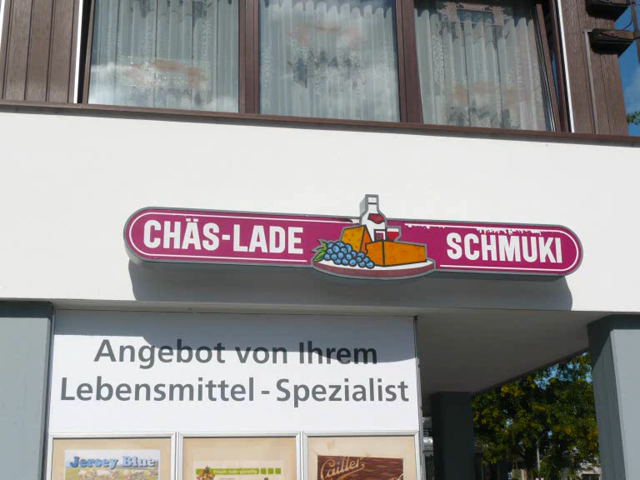 CHÄS-LADE SCHMUKI
Angebot von Ihrem
Lebensmittel - Spezialist
Jersey Blue
Cailler